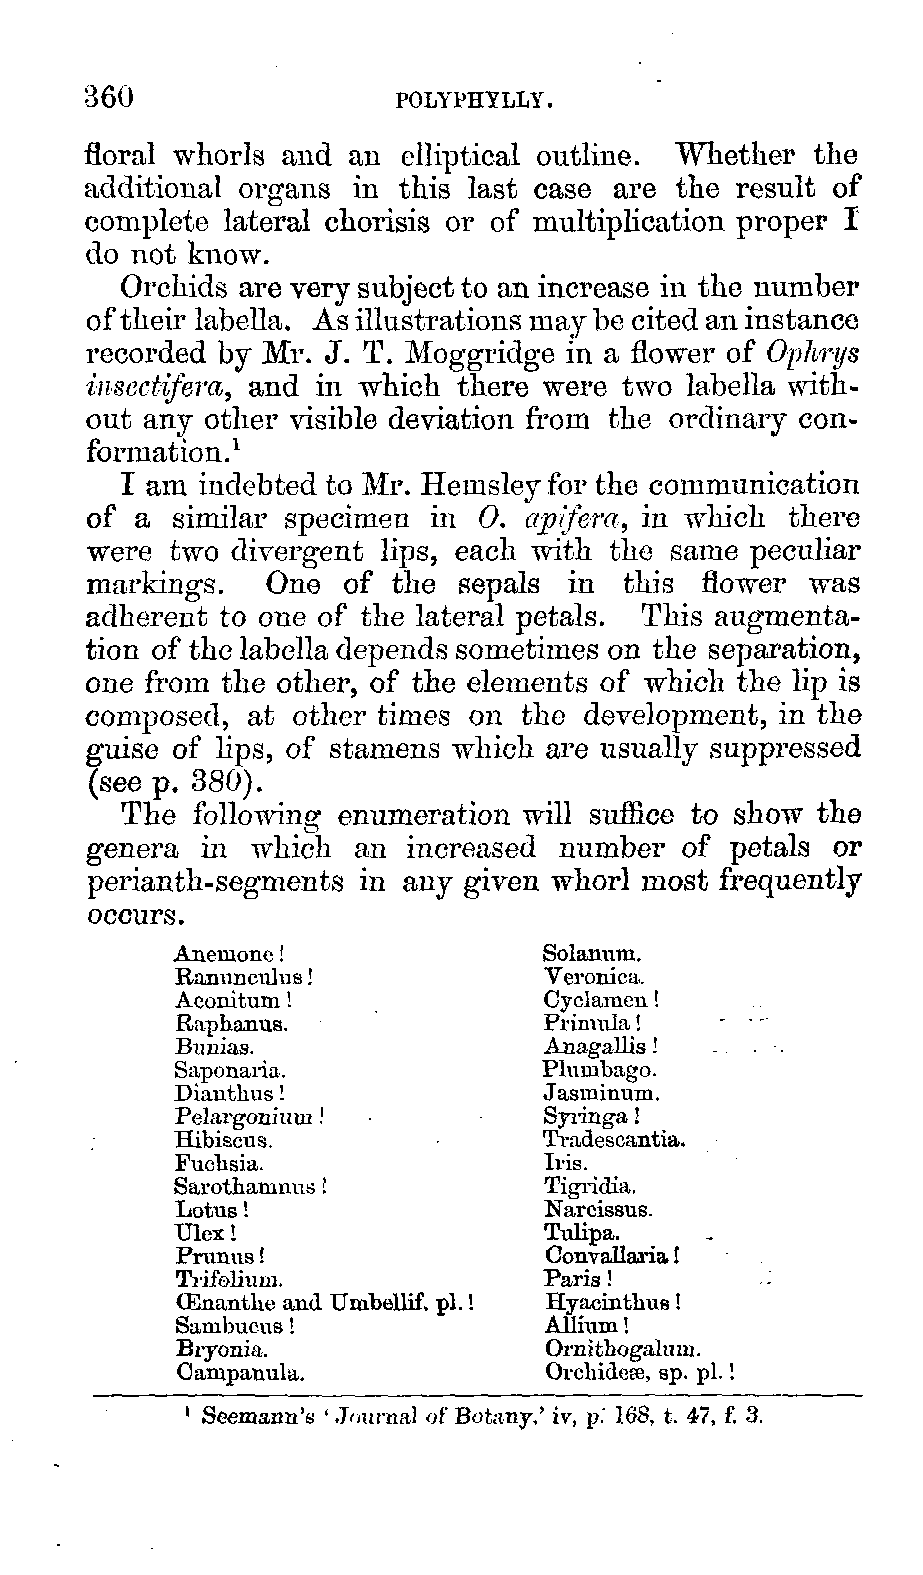 360 POLYPHYLLY.
floral whorls and an elliptical outline. Whether the
additional organs in this last case are the result of
complete lateral chorisis or of multiplication proper I
do not know.
Orchids are very subject to an increase in the number
of their labella. As illustrations may be cited an instance
recorded by Mr. J. T. Moggridge in a flower of Ophrys
insectifera, and in which there were two labella with-
out any other visible deviation from the ordinary con-
formation.¹
I am indebted to Mr. Hemsley for the communication
of a similar specimen in O. apifera, in which there
were two divergent lips, each with the same peculiar
markings. One of the sepals in this flower was
adherent to one of the lateral petals. This augmenta-
tion of the labella depends sometimes on the separation,
one from the other, of the elements of which the lip is
composed, at other times on the development, in the
guise of lips, of stamens which are usually suppressed
(see p. 380).
The following enumeration will suffice to show the
genera in which an increased number of petals or
perianth-segments in any given whorl most frequently
occurs.
Anemone!
Ranunculus!
Aconitum!
Raphanus.
Bunias.
Saponaria.
Dianthus!
Pelargonium!
Hibiscus.
Fuchsia.
Sarothamnus!
Lotus!
Ulex!
Prunus!
Trifolium.
Œnanthe and Umbellif. pl.!
Sambucus!
Bryonia.
Campanula.
Solanum.
Veronica.
Cyclamen!
Primula!
Anagallis!
Plumbago.
Jasminum.
Syringa!
Tradescantia.
Iris.
Tigridia.
Narcissus.
Tulipa.
Convallaria!
Paris!
Hyacinthus!
Allium!
Ornithogalum.
Orchideæ, sp. pl.!
¹ Seemann's 'Journal of Botany,' iv, p. 168, t. 47, f. 3.